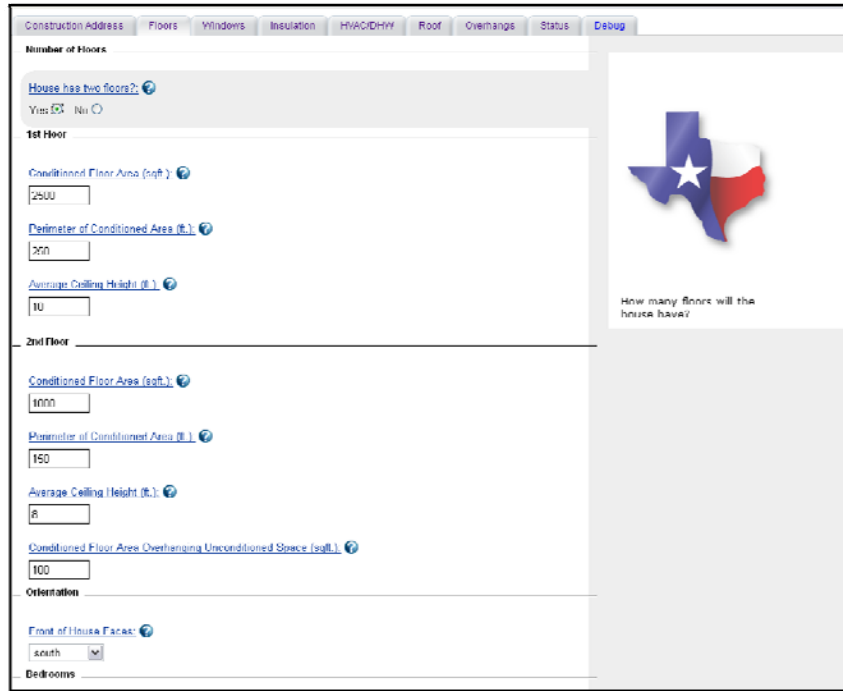 Construction Address Floors Windows Insulation HVAC/DHW Roof Overhangs Status Debug
Number of Floors
House has two floors?:
Yes No
1st Floor
Conditioned Floor Area (sqft.):
2500
Perimeter of Conditioned Area (ft.):
250
Average Ceiling Height (ft.):
10
How many floors will the
house have?
2nd Floor
Conditioned Floor Area (sqft.):
1000
Perimeter of Conditioned Area (ft.):
150
Average Ceiling Height (ft.):
8
Conditioned Floor Area Overhanging Unconditioned Space (sqft.):
100
Orientation
Front of House Faces:
south
Bedrooms